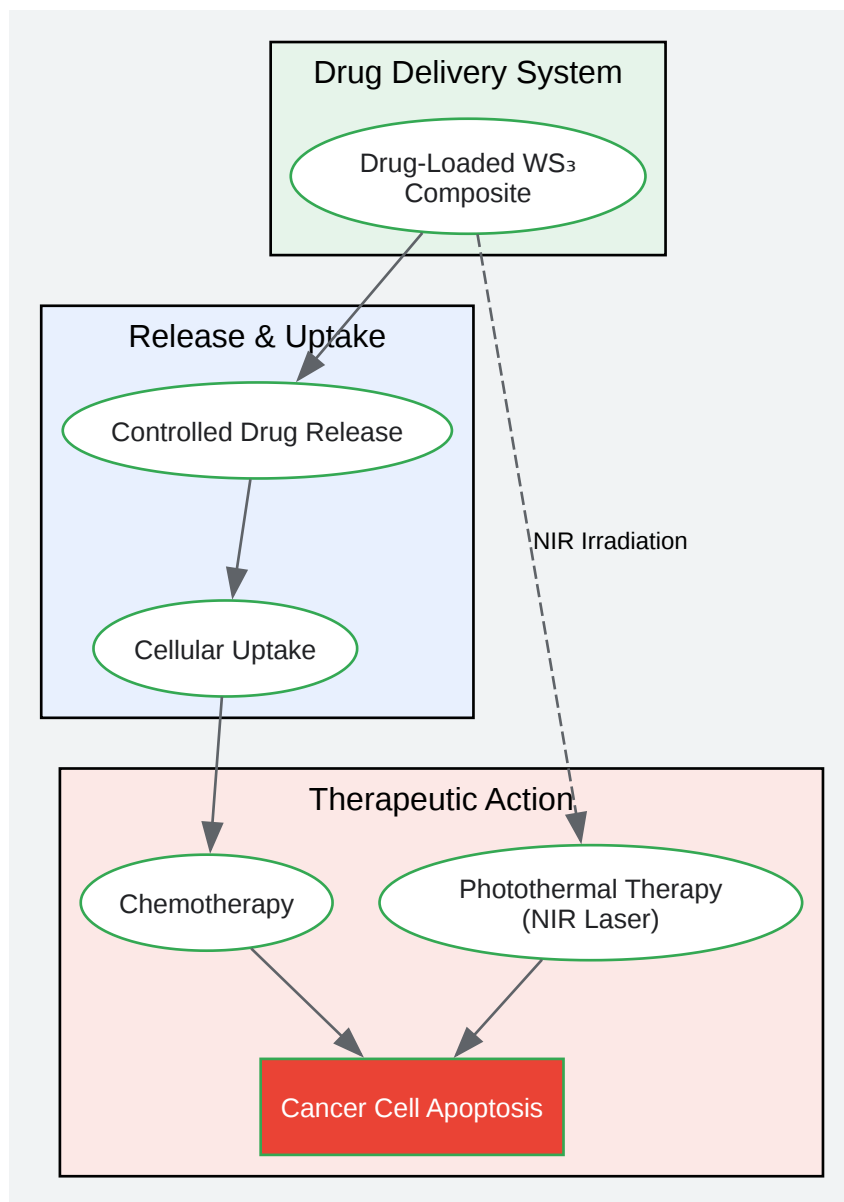 Drug Delivery System
Drug-Loaded WS₃
Composite
Release & Uptake
Controlled Drug Release
NIR Irradiation
Cellular Uptake
Therapeutic Action
Chemotherapy
Photothermal Therapy
(NIR Laser)
Cancer Cell Apoptosis